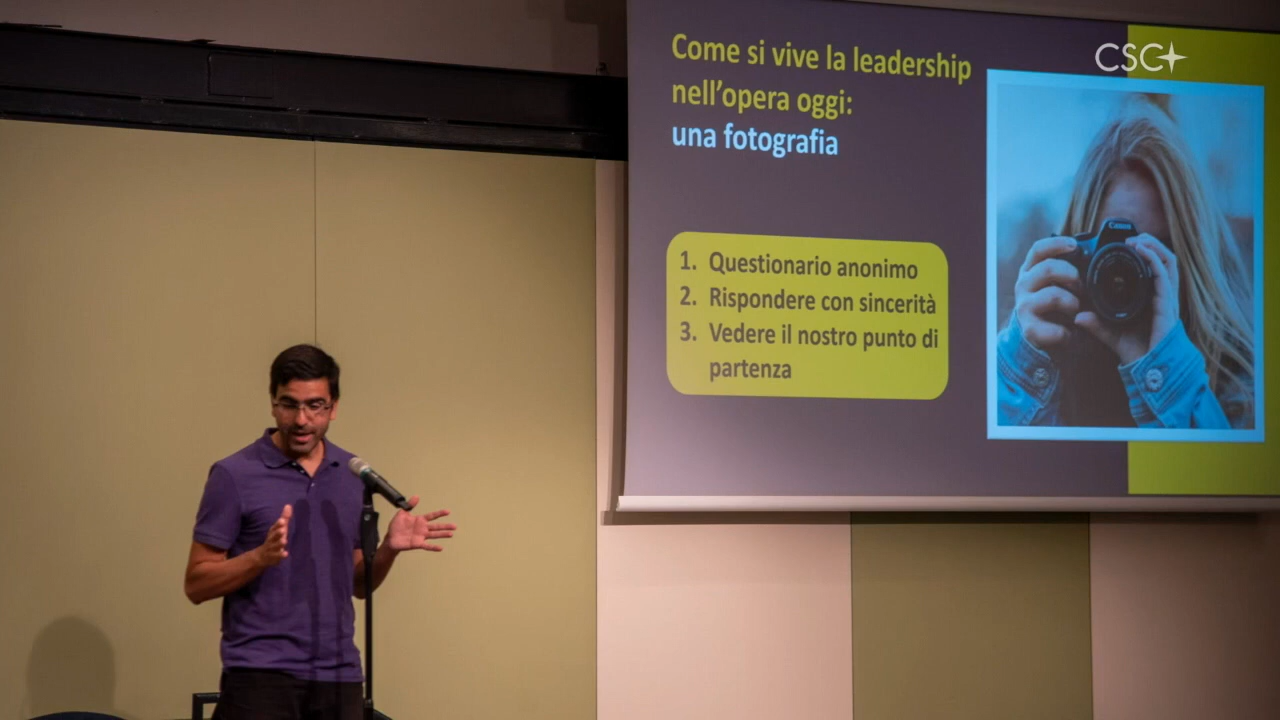 CSC
Come si vive la leadership
nell'opera oggi:
una fotografia
1. Questionario anonimo
2. Rispondere con sincerità
3. Vedere il nostro punto di
partenza
Canon